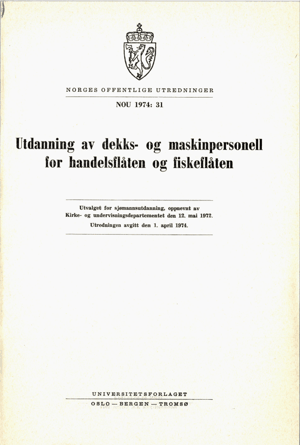 NORGES OFFENTLIGE UTREDNINGER
NOU 1974: 31
Utdanning av dekks- og maskinpersonell
for handelsflåten og fiskeflåten
Utvalget for sjømannsutdanning, oppnevnt av
Kirke- og undervisningsdepartementet den 12. mai 1972.
Utredningen avgitt den 1. april 1974.
UNIVERSITETSFORLAGET
OSLO — BERGEN — TROMSØ